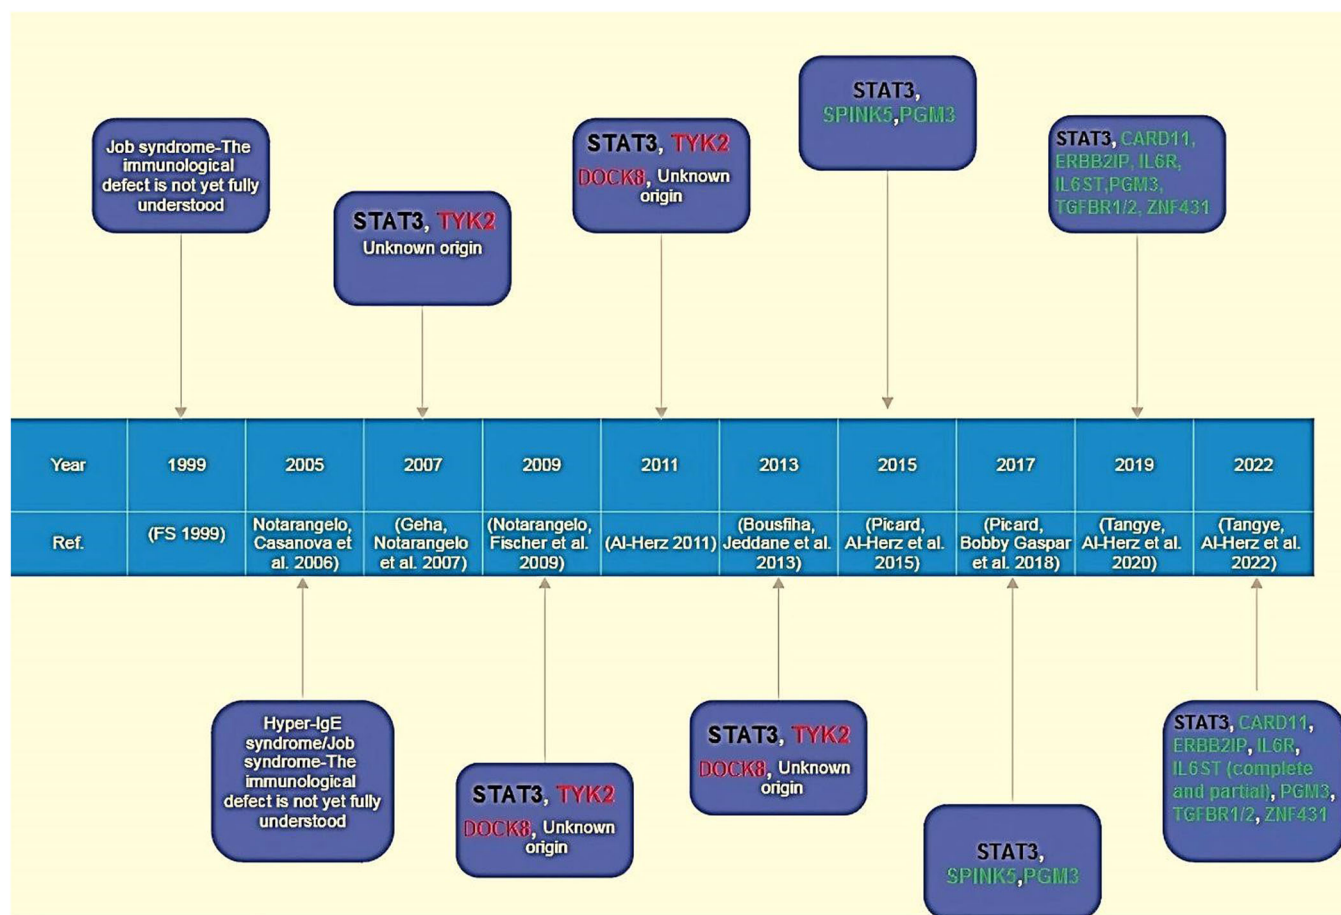 Job syndrome-The
immunological
defect is not yet fully
understood
STAT3, TYK2
Unknown origin
STAT3, TYK2
DOCK8, Unknown
origin
STAT3,
SPINK5,PGM3
STAT3, CARD11,
ERBB2IP, IL6R,
IL6ST,PGM3,
TGFBR1/2, ZNF431
Year
1999
2005
2007
2009
2011
2013
2015
2017
2019
2022
Ref.
(FS 1999)
Notarangelo,
Casanova et
al. 2006)
(Geha,
Notarangelo
et al. 2007)
(Notarangelo,
Fischer et al.
2009)
(Al-Herz 2011)
(Bousfiha,
Jeddane et al.
2013)
(Picard,
Al-Herz et al.
2015)
(Picard,
Bobby Gaspar
et al. 2018)
(Tangye,
Al-Herz et al.
2020)
(Tangye,
Al-Herz et al.
2022)
Hyper-IgE
syndrome/Job
syndrome-The
immunological
defect is not yet fully
understood
STAT3, TYK2
DOCK8, Unknown
origin
STAT3, TYK2
DOCK8, Unknown
origin
STAT3,
SPINK5,PGM3
STAT3, CARD11,
ERBB2IP, IL6R,
IL6ST (complete
and partial), PGM3,
TGFBR1/2, ZNF431